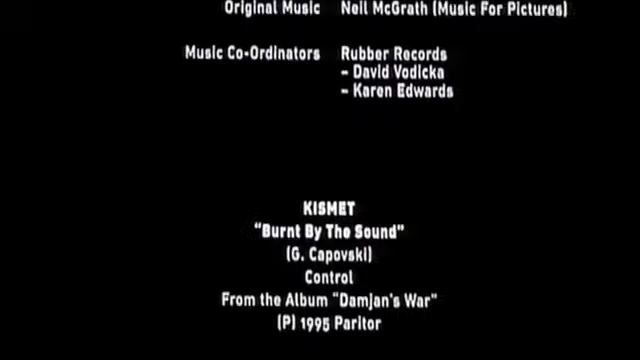 Original Music Neil McGrath (Music For Pictures)
Music Co-Ordinators Rubber Records
- David Vodicka
- Karen Edwards
KISMET
"Burnt By The Sound"
(G. Capovski)
Control
From the Album "Damjan's War"
(P) 1995 Paritor